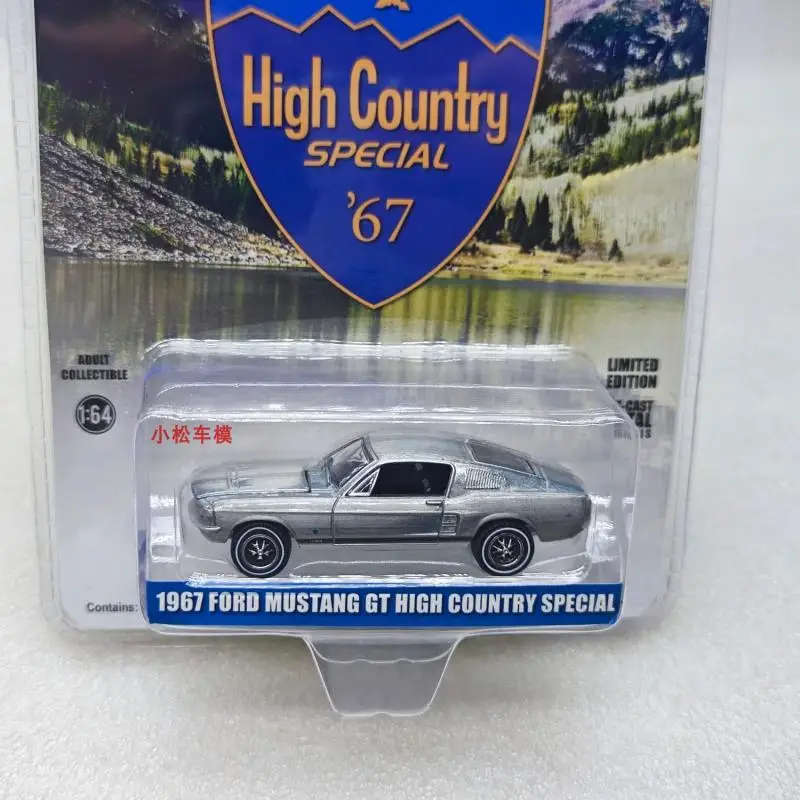 High Country
SPECIAL
'67
ADULT
COLLECTIBLE
1:64
LIMITED
EDITION
小松车模
Contains:
1967 FORD MUSTANG GT HIGH COUNTRY SPECIAL